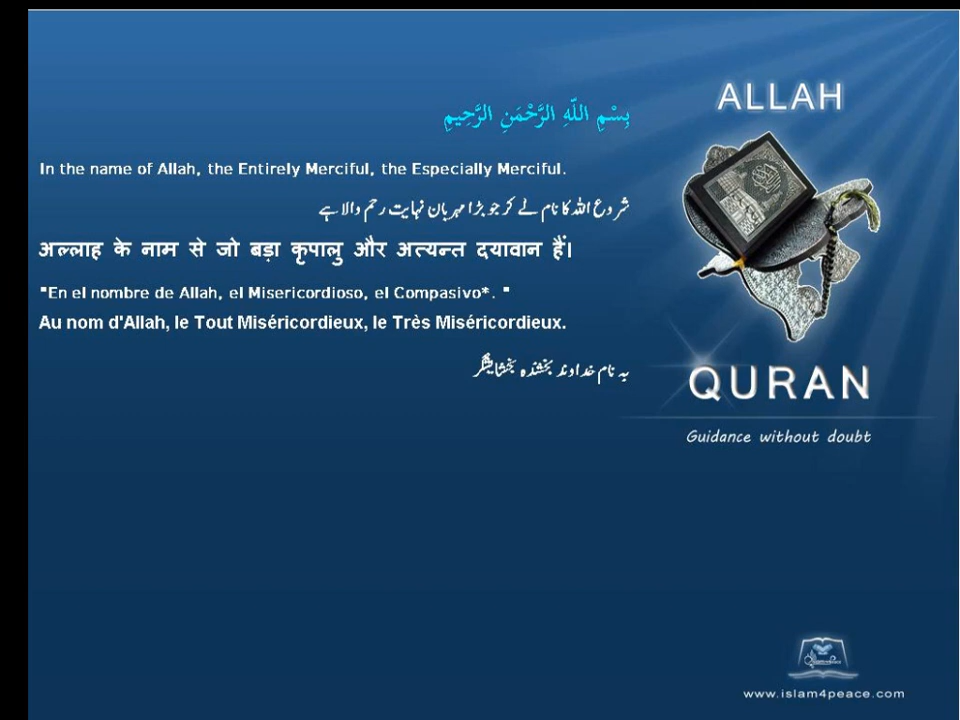 بِسْمِ اللّهِ الرَّحْمَنِ الرَّحِيمِ
In the name of Allah, the Entirely Merciful, the Especially Merciful.
شروع اللہ کا نام لے کر جو بڑا مہربان نہایت رحم والا ہے
अल्लाह के नाम से जो बड़ा कृपालु और अत्यन्त दयावान हैं।
"En el nombre de Allah, el Misericordioso, el Compasivo*. "
Au nom d'Allah, le Tout Miséricordieux, le Très Miséricordieux.
به نام خداوند بخشنده بخشایشگر
ALLAH
QURAN
Guidance without doubt
www.islam4peace.com